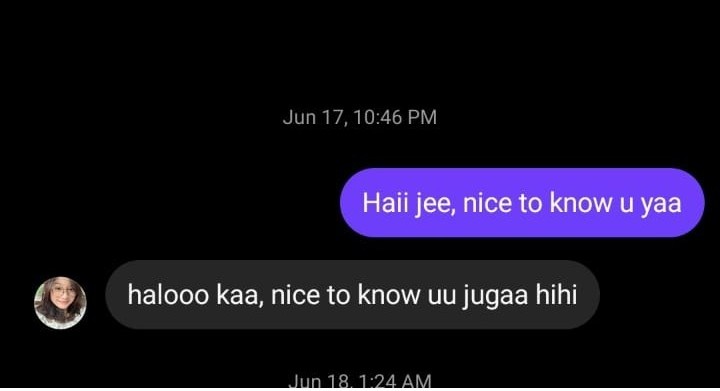 Jun 17, 10:46 PM
Haii jee, nice to know u yaa
halooo kaa, nice to know uu jugaa hihi
Jun 18, 1:24 AM